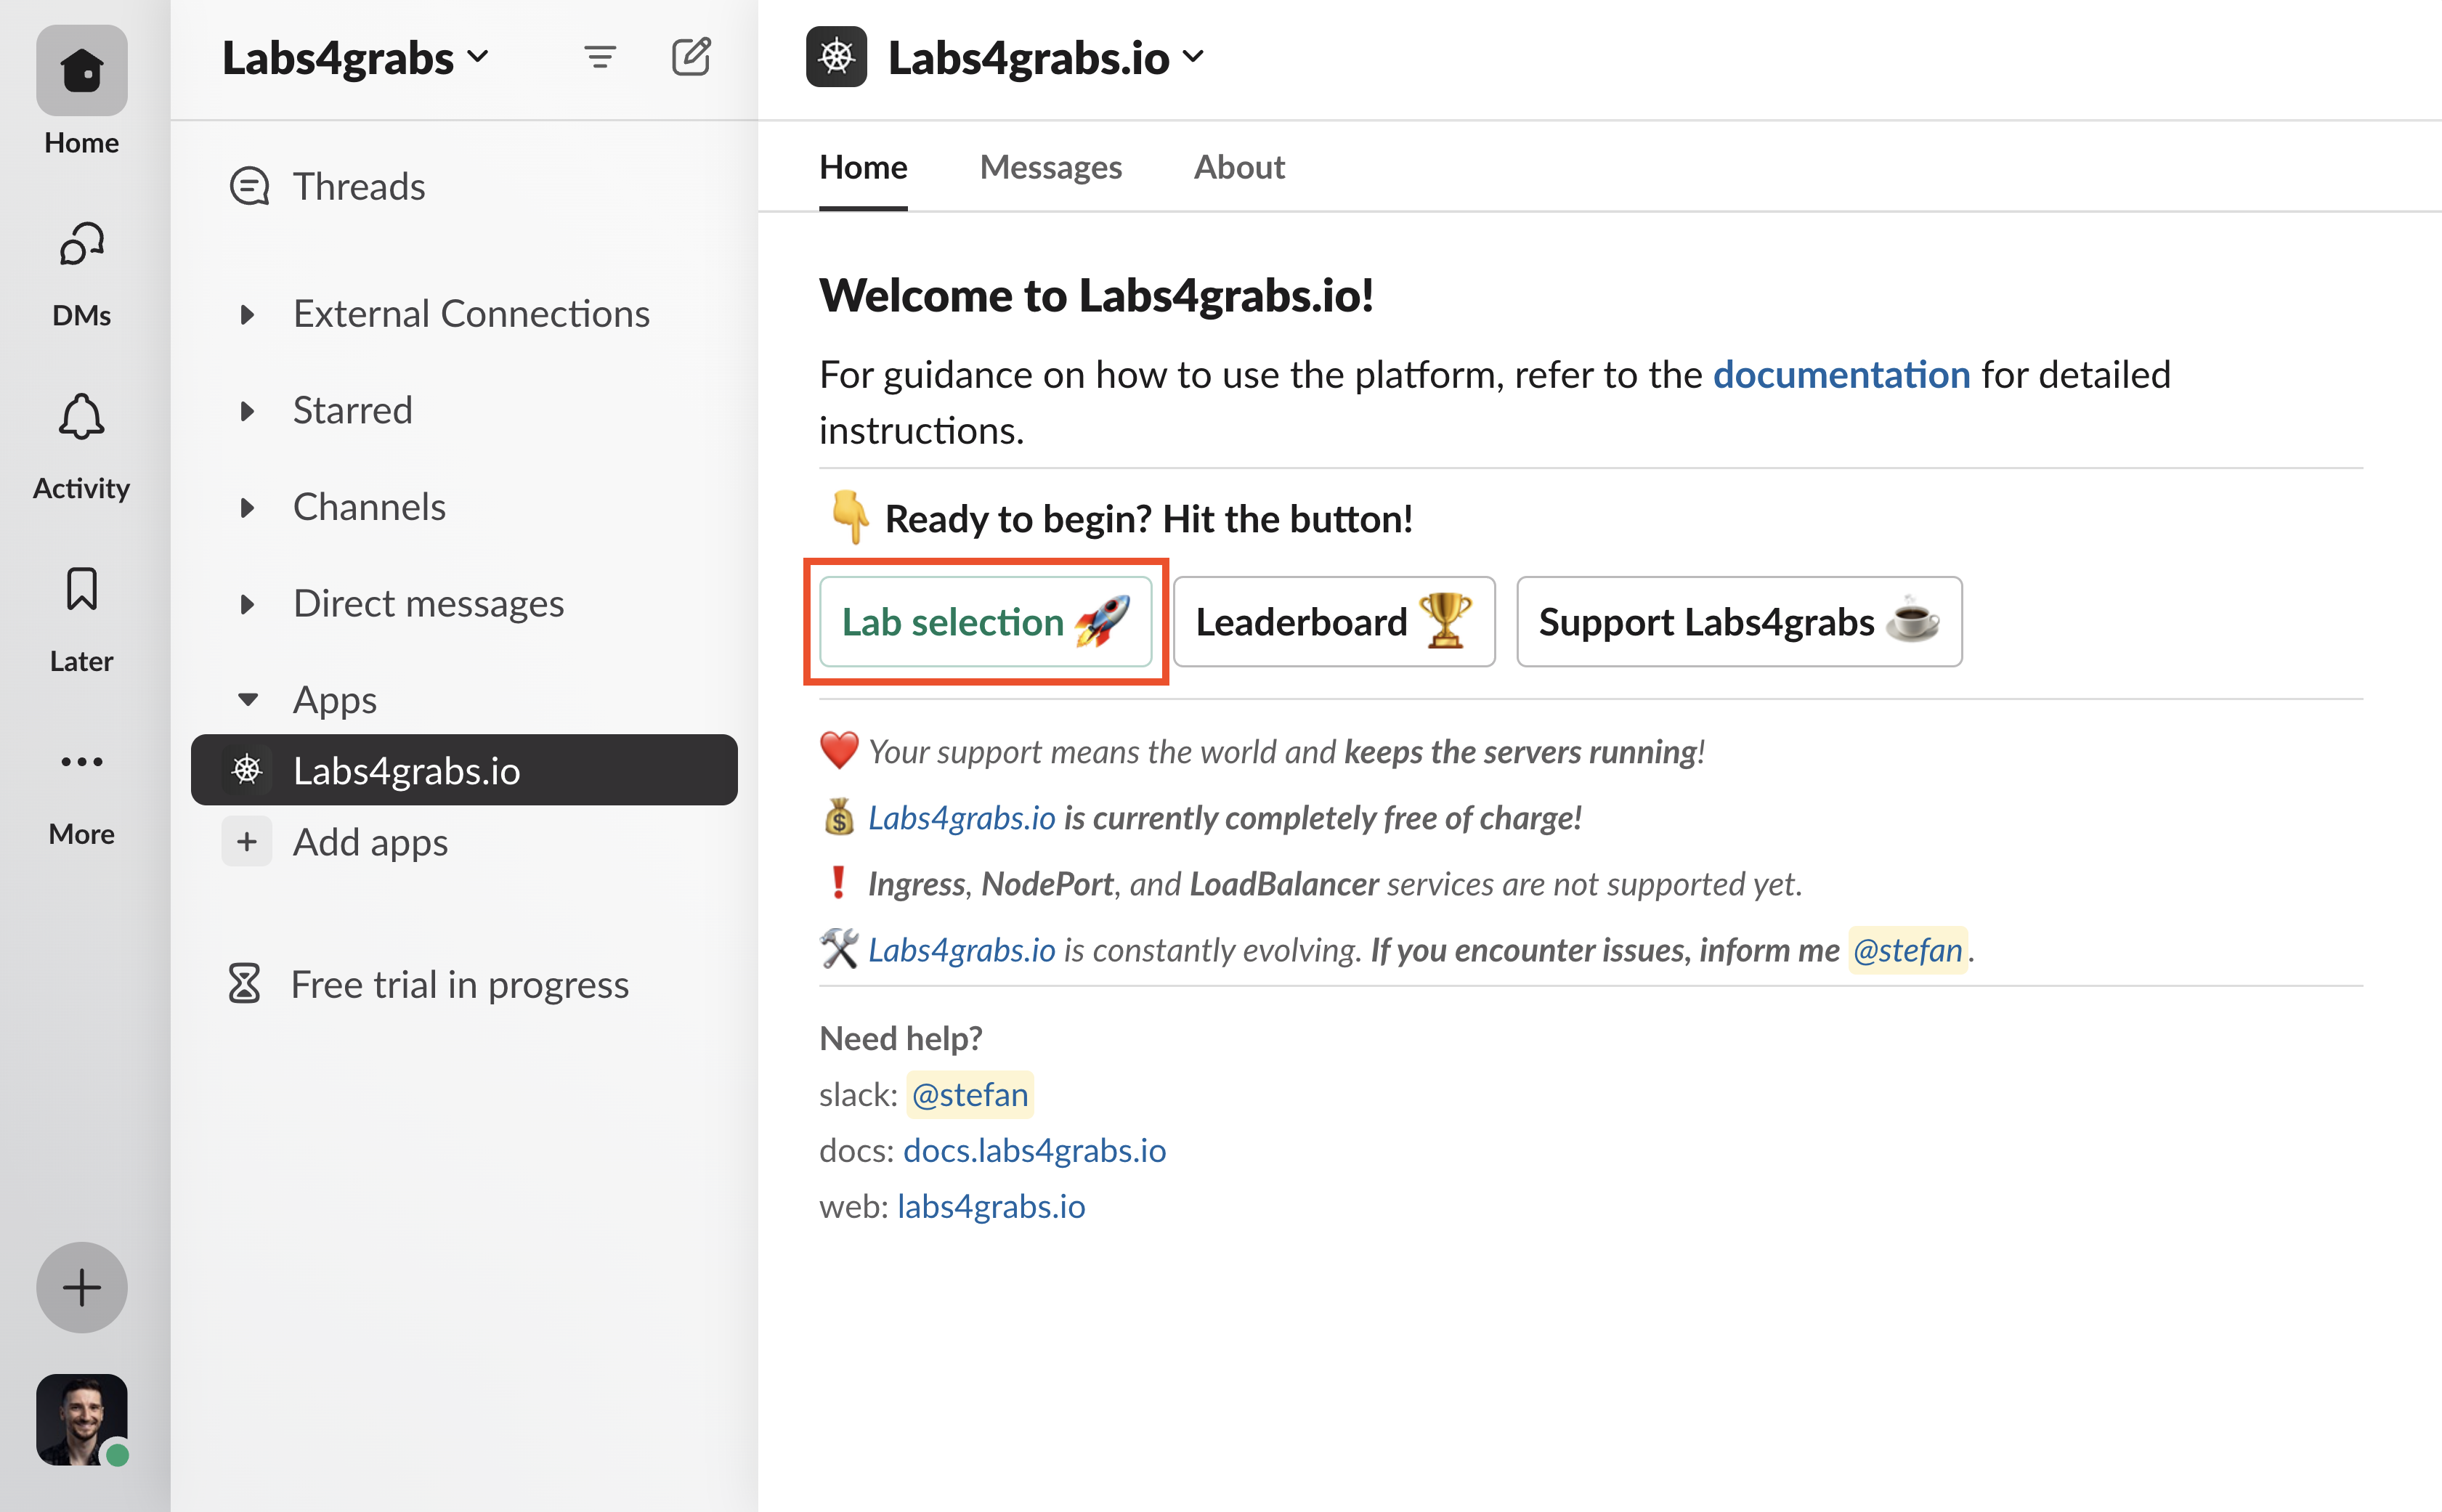 Home
DMs
Activity
Later
More
Labs4grabs
Threads
External Connections
Starred
Channels
Direct messages
Apps
Labs4grabs.io
Add apps
Free trial in progress
Labs4grabs.io
Home Messages About
Welcome to Labs4grabs.io!
For guidance on how to use the platform, refer to the documentation for detailed
instructions.
👇 Ready to begin? Hit the button!
Lab selection 🚀 Leaderboard 🏆 Support Labs4grabs ☕
❤️ Your support means the world and keeps the servers running!
💰 Labs4grabs.io is currently completely free of charge!
❗ Ingress, NodePort, and LoadBalancer services are not supported yet.
🛠️ Labs4grabs.io is constantly evolving. If you encounter issues, inform me @stefan.
Need help?
slack: @stefan
docs: docs.labs4grabs.io
web: labs4grabs.io